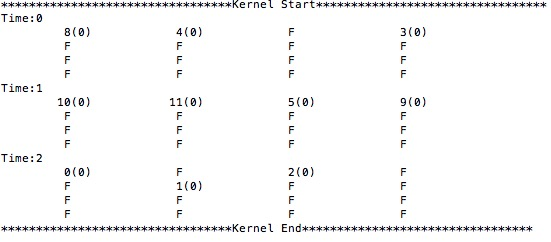 *********************************Kernel Start*********************************
Time:0
8(0) 4(0) F 3(0)
F F F F
F F F F
F F F F
Time:1
10(0) 11(0) 5(0) 9(0)
F F F F
F F F F
F F F F
Time:2
0(0) F 2(0) F
F 1(0) F F
F F F F
F F F F
*********************************Kernel End*********************************